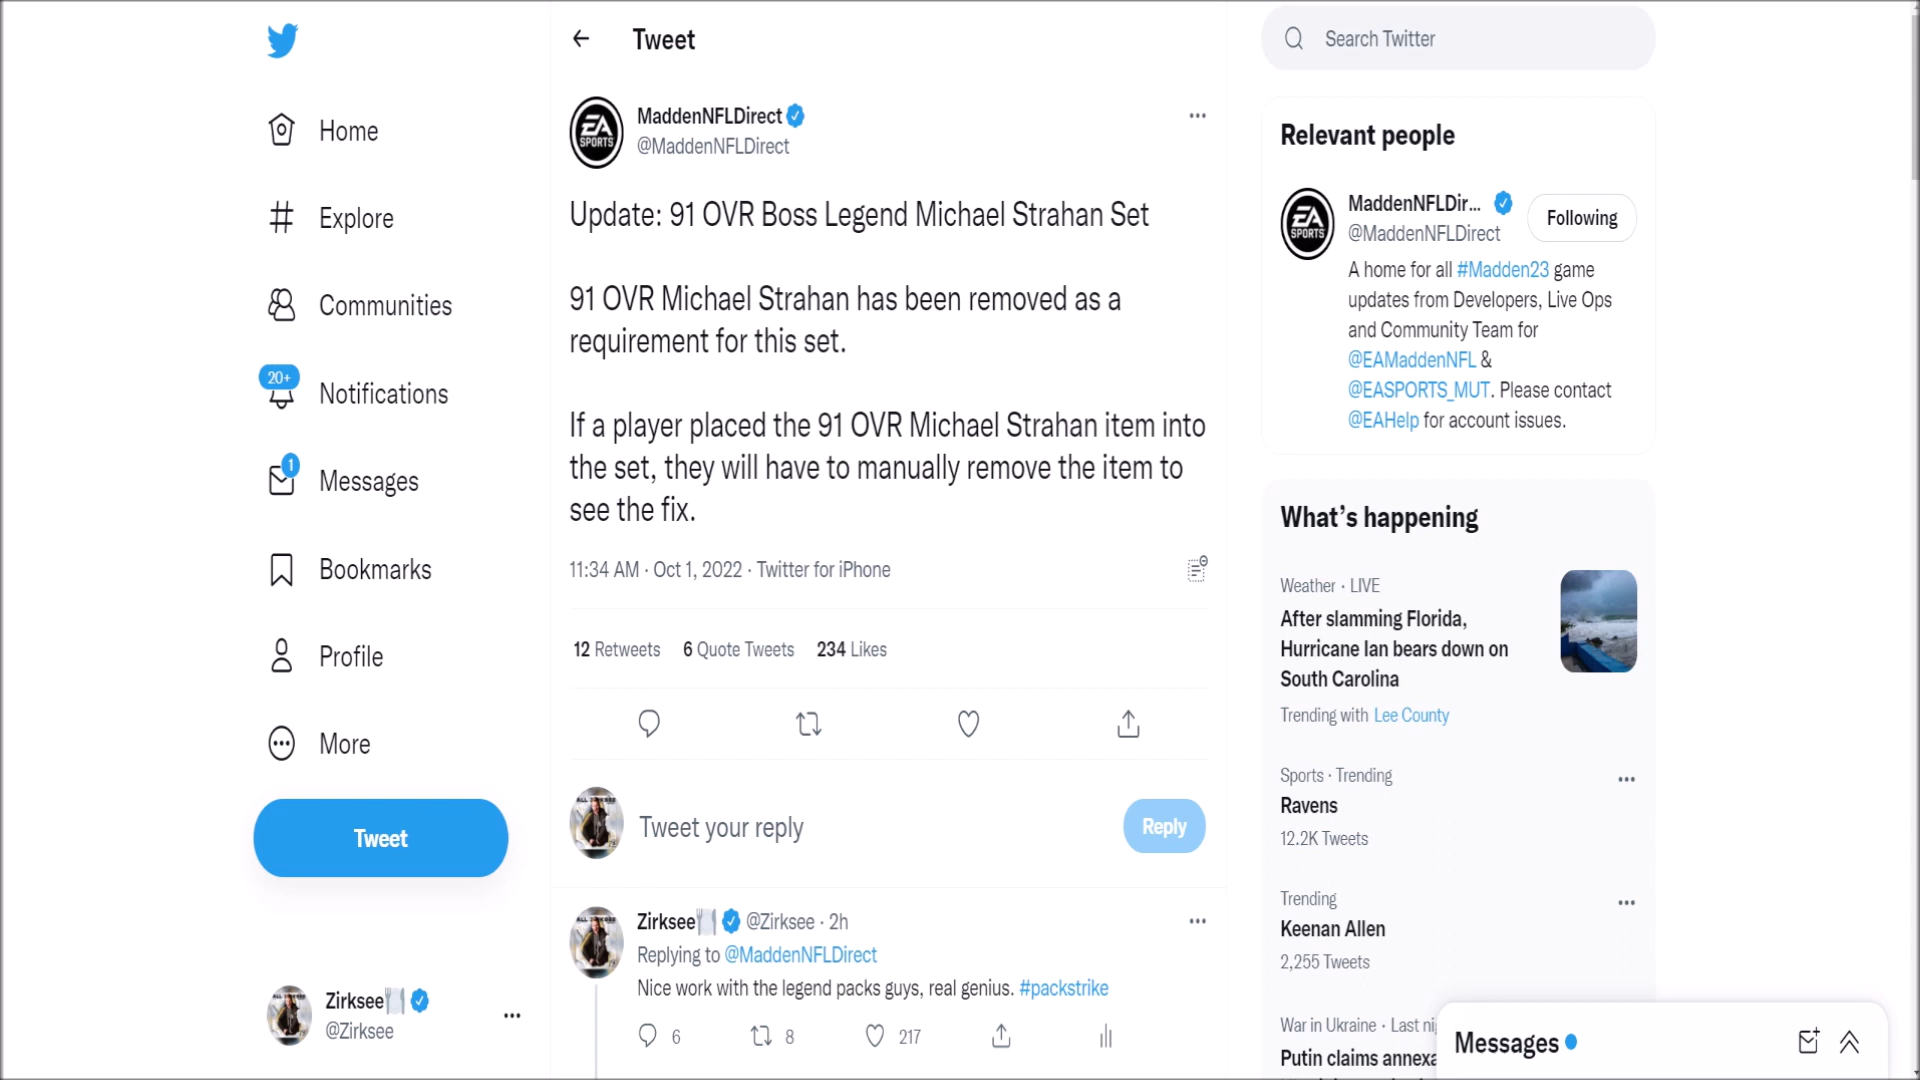 Home
Explore
Communities
20+
Notifications
1
Messages
Bookmarks
Profile
More
Tweet
Zirksee
@Zirksee
Tweet
EA
SPORTS
MaddenNFLDirect
@MaddenNFLDirect
Update: 91 OVR Boss Legend Michael Strahan Set
91 OVR Michael Strahan has been removed as a
requirement for this set.
If a player placed the 91 OVR Michael Strahan item into
the set, they will have to manually remove the item to
see the fix.
11:34 AM · Oct 1, 2022 · Twitter for iPhone
12 Retweets 6 Quote Tweets 234 Likes
Tweet your reply
Reply
Zirksee @Zirksee · 2h
Replying to @MaddenNFLDirect
Nice work with the legend packs guys, real genius. #packstrike
6 8 217
Search Twitter
Relevant people
EA
SPORTS
MaddenNFLDir...
@MaddenNFLDirect
Following
A home for all #Madden23 game
updates from Developers, Live Ops
and Community Team for
@EAMaddenNFL &
@EASPORTS_MUT. Please contact
@EAHelp for account issues.
What's happening
Weather · LIVE
After slamming Florida,
Hurricane Ian bears down on
South Carolina
Trending with Lee County
Sports · Trending
Ravens
12.2K Tweets
Trending
Keenan Allen
2,255 Tweets
War in Ukraine · Last
Putin claims
Messages